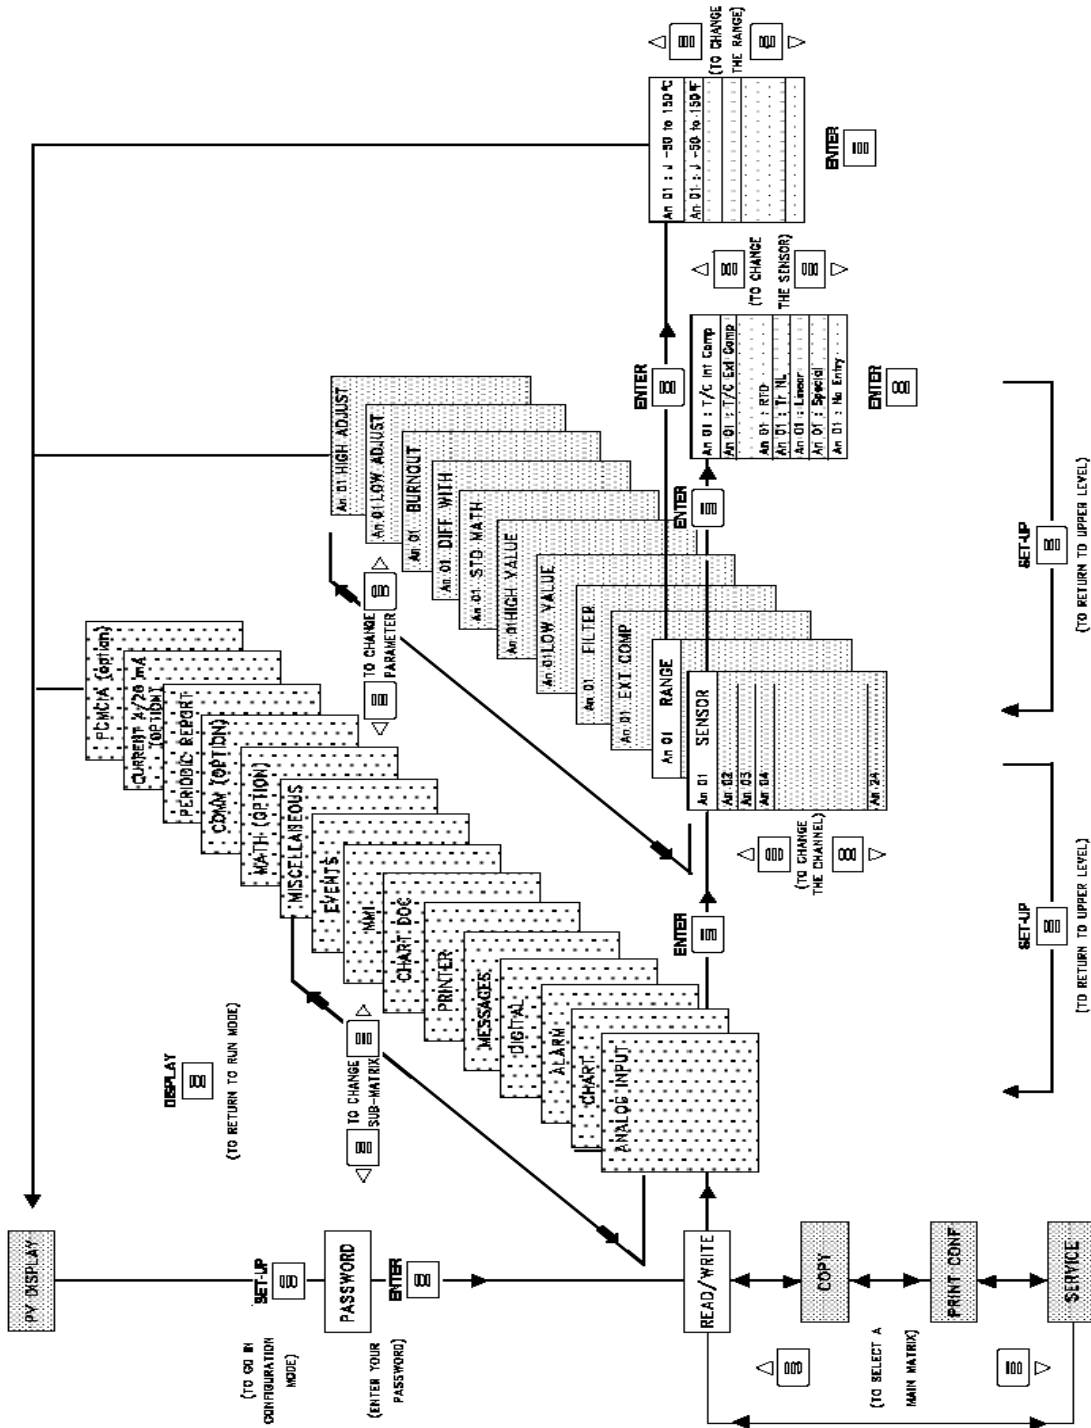 PV DISPLAY
(TO GO IN
CONFIGURATION
MODE)
SET-UP
PASSWORD
(ENTER YOUR
PASSWORD)
ENTER
READ/WRITE
COPY
PRINT CONF
SERVICE
(TO SELECT A
MAIN MATRIX)
DISPLAY
(TO RETURN TO RUN MODE)
TO CHANGE
SUB-MATRIX
PCMCIA (option)
CURRENT 4/20 mA
(OPTION)
PERIODIC REPORT
COMM (OPTION)
MATH (OPTION)
MISCELLANEOUS
EVENTS
MMI
CHART DOC
PRINTER
MESSAGES
DIGITAL
ALARM
CHART
ANALOG INPUT
ENTER
SET-UP
(TO RETURN TO UPPER LEVEL)
TO CHANGE
PARAMETER
An 01 HIGH ADJUST
An 01 LOW ADJUST
An 01 BURNOUT
An 01 DIFF WITH
An 01 STD MATH
An 01 HIGH VALUE
An 01 LOW VALUE
An 01 FILTER
An 01 EXT COMP
An 01 RANGE
An 01 SENSOR
An 02
An 03
An 04
An 24
(TO CHANGE
THE CHANNEL)
ENTER
ENTER
SET-UP
(TO RETURN TO UPPER LEVEL)
An 01 : T/C Int Comp
An 01 : T/C Ext Comp
An 01 : RTD
An 01 : Tr NL
An 01 : Linear
An 01 : Special
An 01 : No Entry
(TO CHANGE
THE SENSOR)
ENTER
An 01 : J -50 to 150°C
An 01 : J -50 to 150°F
(TO CHANGE
THE RANGE)
ENTER